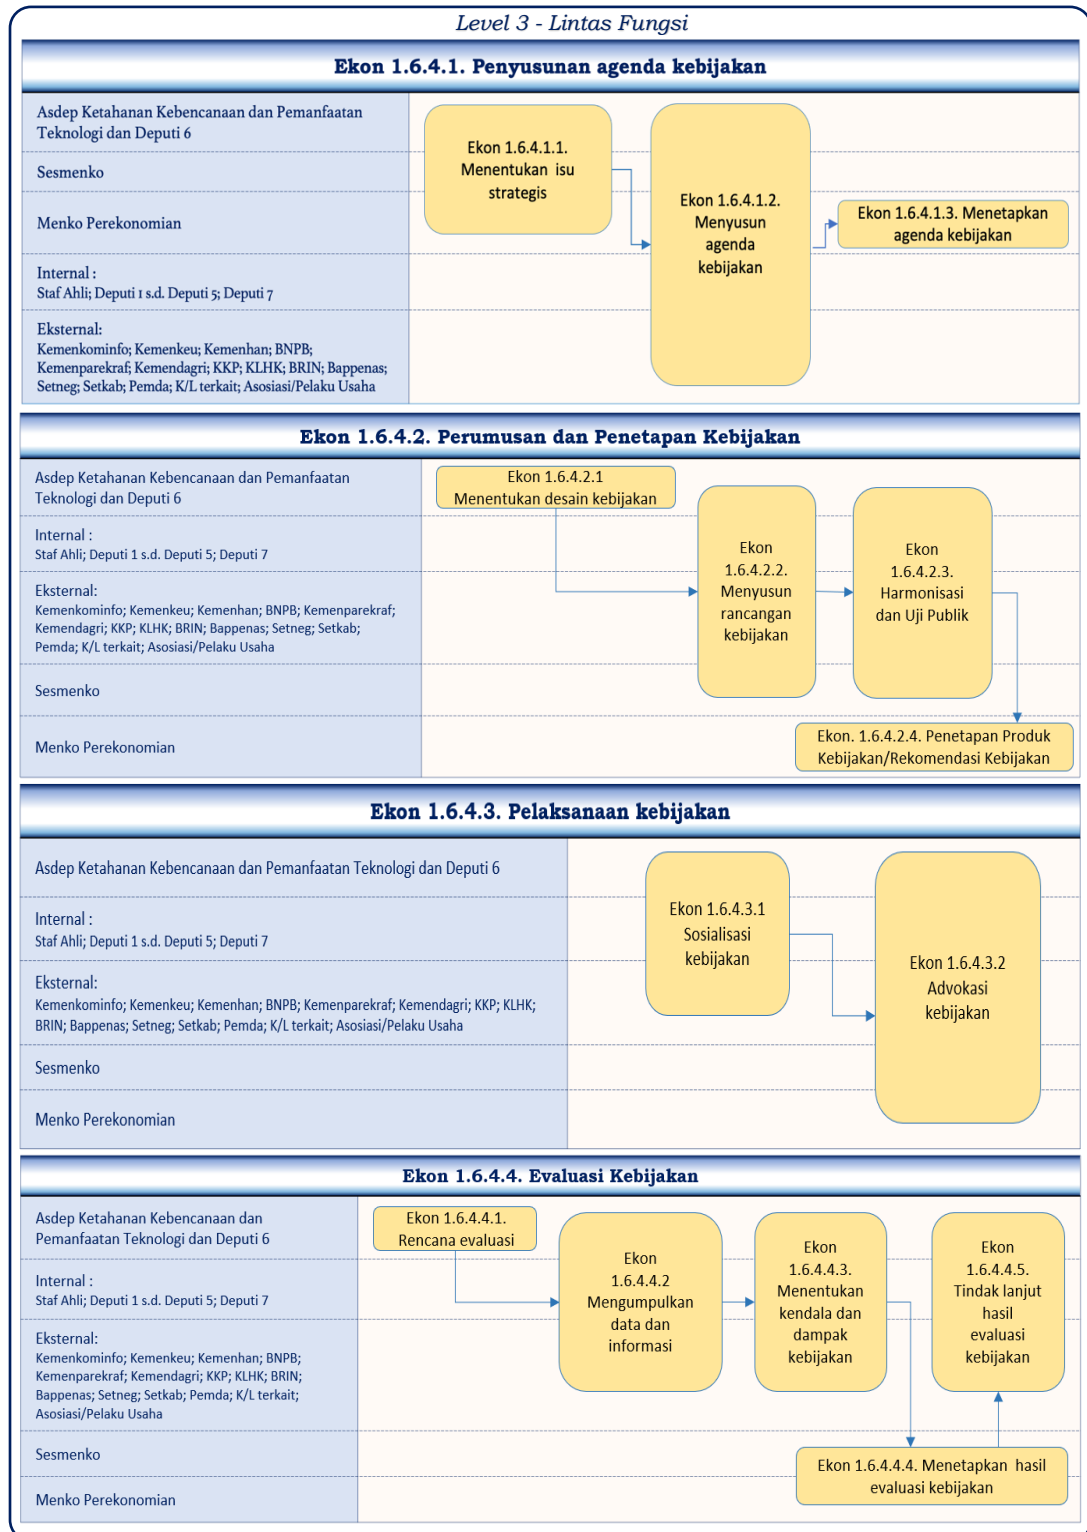 Level 3 - Lintas Fungsi
Ekon 1.6.4.1. Penyusunan agenda kebijakan
Asdep Ketahanan Kebencanaan dan Pemanfaatan
Teknologi dan Deputi 6
Sesmenko
Menko Perekonomian
Internal :
Staf Ahli; Deputi 1 s.d. Deputi 5; Deputi 7
Eksternal:
Kemenkominfo; Kemenkeu; Kemenhan; BNPB;
Kemenparekraf; Kemendagri; KKP; KLHK; BRIN; Bappenas;
Setneg; Setkab; Pemda; K/L terkait; Asosiasi/Pelaku Usaha
Ekon 1.6.4.1.1.
Menentukan isu
strategis
Ekon 1.6.4.1.2.
Menyusun
agenda
kebijakan
Ekon 1.6.4.1.3. Menetapkan
agenda kebijakan
Ekon 1.6.4.2. Perumusan dan Penetapan Kebijakan
Asdep Ketahanan Kebencanaan dan Pemanfaatan
Teknologi dan Deputi 6
Internal :
Staf Ahli; Deputi 1 s.d. Deputi 5; Deputi 7
Eksternal:
Kemenkominfo; Kemenkeu; Kemenhan; BNPB; Kemenparekraf;
Kemendagri; KKP; KLHK; BRIN; Bappenas; Setneg; Setkab;
Pemda; K/L terkait; Asosiasi/Pelaku Usaha
Sesmenko
Menko Perekonomian
Ekon 1.6.4.2.1
Menentukan desain kebijakan
Ekon
1.6.4.2.2.
Menyusun
rancangan
kebijakan
Ekon
1.6.4.2.3.
Harmonisasi
dan Uji Publik
Ekon. 1.6.4.2.4. Penetapan Produk
Kebijakan/Rekomendasi Kebijakan
Ekon 1.6.4.3. Pelaksanaan kebijakan
Asdep Ketahanan Kebencanaan dan Pemanfaatan Teknologi dan Deputi 6
Internal :
Staf Ahli; Deputi 1 s.d. Deputi 5; Deputi 7
Eksternal:
Kemenkominfo; Kemenkeu; Kemenhan; BNPB; Kemenparekraf; Kemendagri; KKP; KLHK;
BRIN; Bappenas; Setneg; Setkab; Pemda; K/L terkait; Asosiasi/Pelaku Usaha
Sesmenko
Menko Perekonomian
Ekon 1.6.4.3.1
Sosialisasi
kebijakan
Ekon 1.6.4.3.2
Advokasi
kebijakan
Ekon 1.6.4.4. Evaluasi Kebijakan
Asdep Ketahanan Kebencanaan dan
Pemanfaatan Teknologi dan Deputi 6
Internal :
Staf Ahli; Deputi 1 s.d. Deputi 5; Deputi 7
Eksternal:
Kemenkominfo; Kemenkeu; Kemenhan; BNPB;
Kemenparekraf; Kemendagri; KKP; KLHK; BRIN;
Bappenas; Setneg; Setkab; Pemda; K/L terkait;
Asosiasi/Pelaku Usaha
Sesmenko
Menko Perekonomian
Ekon 1.6.4.4.1.
Rencana evaluasi
Ekon
1.6.4.4.2
Mengumpulkan
data dan
informasi
Ekon
1.6.4.4.3.
Menentukan
kendala dan
dampak
kebijakan
Ekon 1.6.4.4.4. Menetapkan hasil
evaluasi kebijakan
Ekon
1.6.4.4.5.
Tindak lanjut
hasil
evaluasi
kebijakan